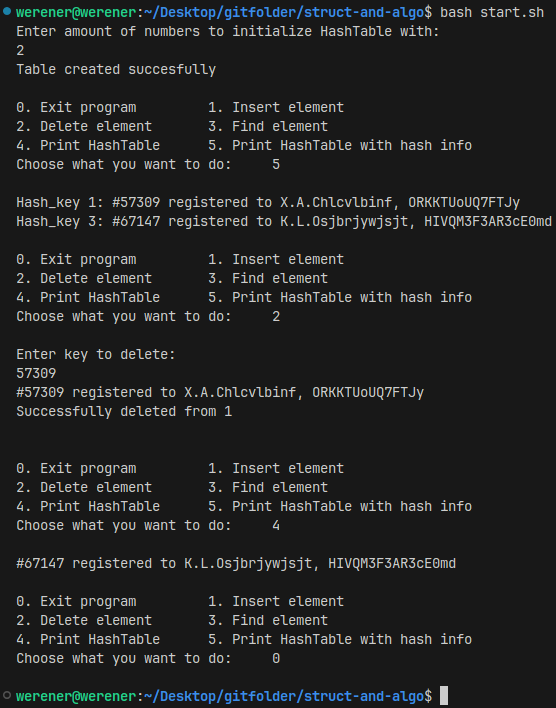 werener@werener:~/Desktop/gitfolder/struct-and-algo$ bash start.sh
Enter amount of numbers to initialize HashTable with:
2
Table created succesfully
0. Exit program 1. Insert element
2. Delete element 3. Find element
4. Print HashTable 5. Print HashTable with hash info
Choose what you want to do: 5
Hash_key 1: #57309 registered to X.A.Chlcvlbinf, ORKKTUoUQ7FTJy
Hash_key 3: #67147 registered to K.L.Osjbrjywjsjt, HIVQM3F3AR3cE0md
0. Exit program 1. Insert element
2. Delete element 3. Find element
4. Print HashTable 5. Print HashTable with hash info
Choose what you want to do: 2
Enter key to delete:
57309
#57309 registered to X.A.Chlcvlbinf, ORKKTUoUQ7FTJy
Successfully deleted from 1
0. Exit program 1. Insert element
2. Delete element 3. Find element
4. Print HashTable 5. Print HashTable with hash info
Choose what you want to do: 4
#67147 registered to K.L.Osjbrjywjsjt, HIVQM3F3AR3cE0md
0. Exit program 1. Insert element
2. Delete element 3. Find element
4. Print HashTable 5. Print HashTable with hash info
Choose what you want to do: 0
werener@werener:~/Desktop/gitfolder/struct-and-algo$